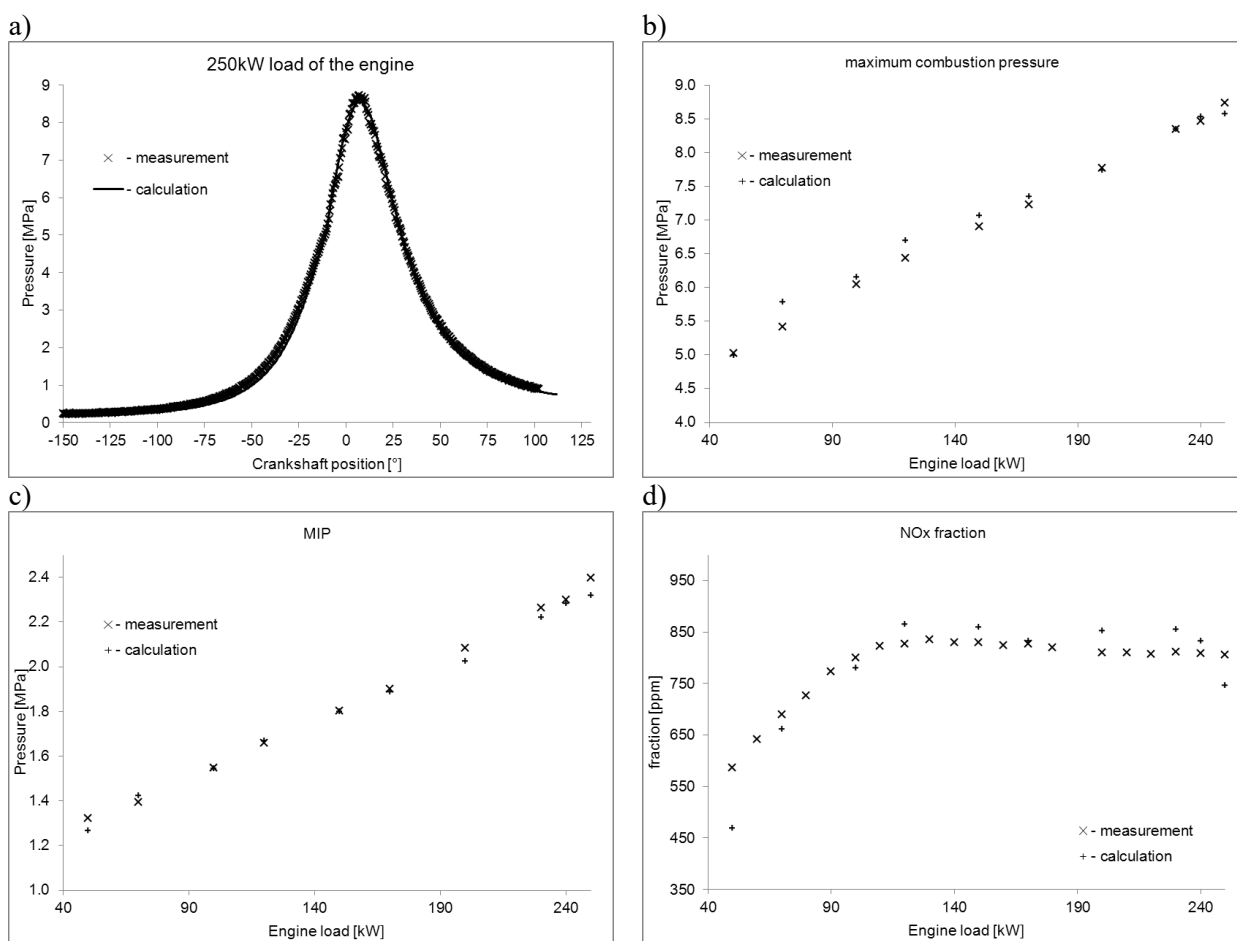 a)
250kW load of the engine
9
8
7
6
5
4
3
2
1
0
× - measurement
- calculation
Pressure [MPa]
-150 -125 -100 -75 -50 -25 0 25 50 75 100 125
Crankshaft position [°]
b)
maximum combustion pressure
9.0
8.5
8.0
7.5
7.0
6.5
6.0
5.5
5.0
4.5
4.0
× - measurement
+ - calculation
Pressure [MPa]
40 90 140 190 240
Engine load [kW]
c)
MIP
2.4
2.2
2.0
1.8
1.6
1.4
1.2
1.0
× - measurement
+ - calculation
Pressure [MPa]
40 90 140 190 240
Engine load [kW]
d)
NOx fraction
950
850
750
650
550
450
350
fraction [ppm]
× - measurement
+ - calculation
40 90 140 190 240
Engine load [kW]